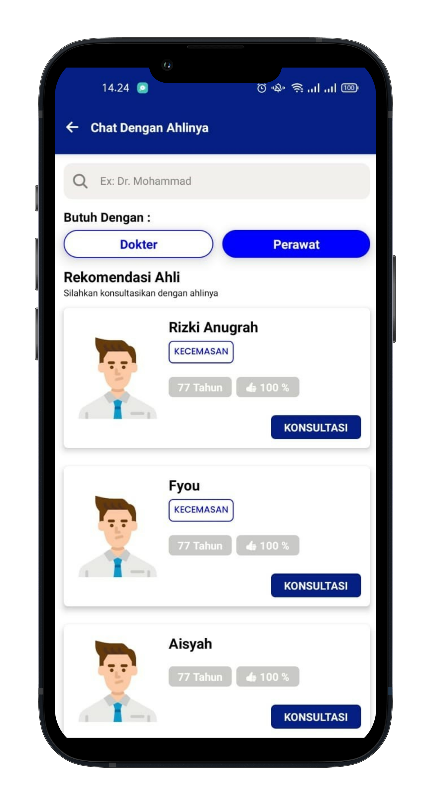 14.24
100
Chat Dengan Ahlinya
Ex: Dr. Mohammad
Butuh Dengan :
Dokter
Perawat
Rekomendasi Ahli
Silahkan konsultasikan dengan ahlinya
Rizki Anugrah
KECEMASAN
77 Tahun
100 %
KONSULTASI
Fyou
KECEMASAN
77 Tahun
100 %
KONSULTASI
Aisyah
77 Tahun
100 %
KONSULTASI